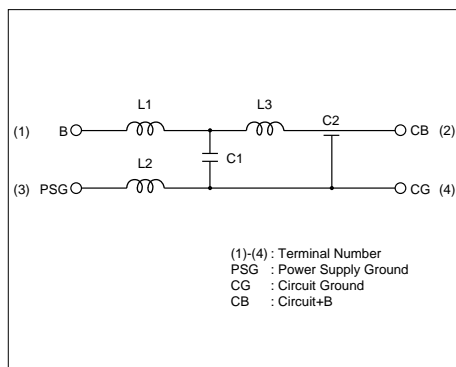 L1 L3 C2
(1) B CB (2)
C1
L2
(3) PSG CG (4)
(1)-(4) : Terminal Number
PSG : Power Supply Ground
CG : Circuit Ground
CB : Circuit+B